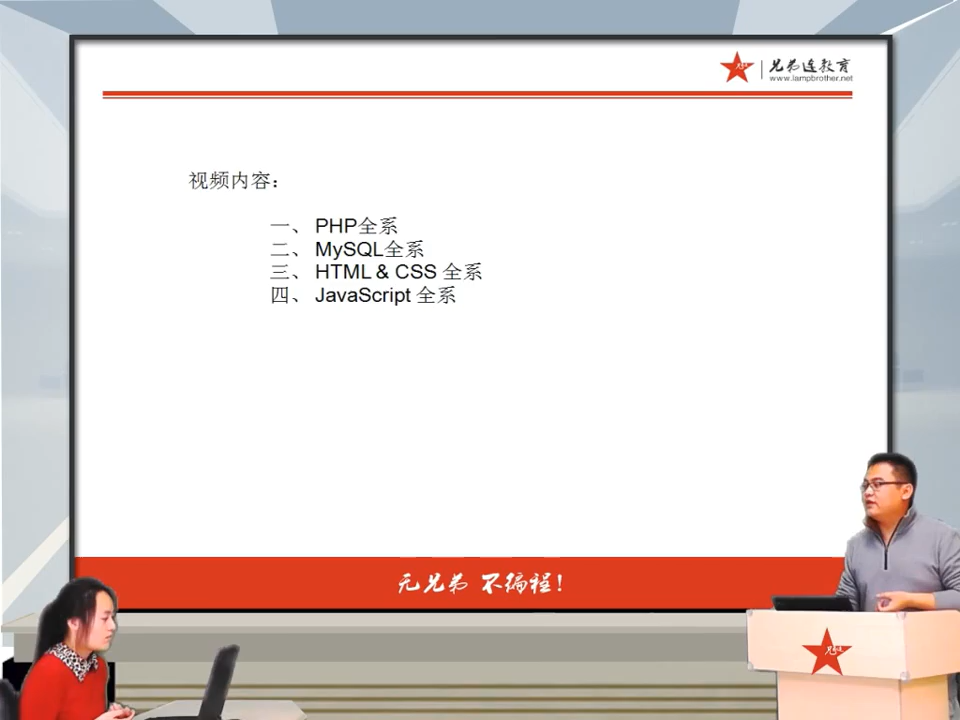 兄弟连教育
www.lampbrother.net
视频内容：
一、 PHP全系
二、 MySQL全系
三、 HTML & CSS 全系
四、 JavaScript 全系
无兄弟 不编程！